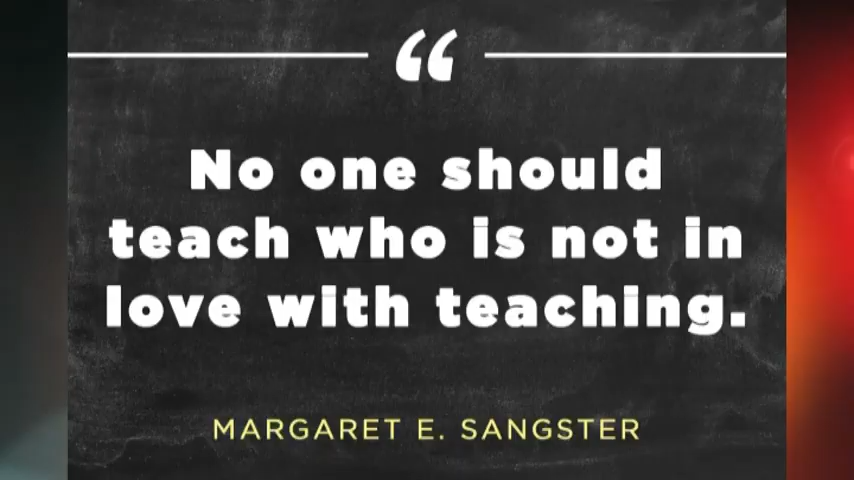 “
No one should
teach who is not in
love with teaching.
MARGARET E. SANGSTER